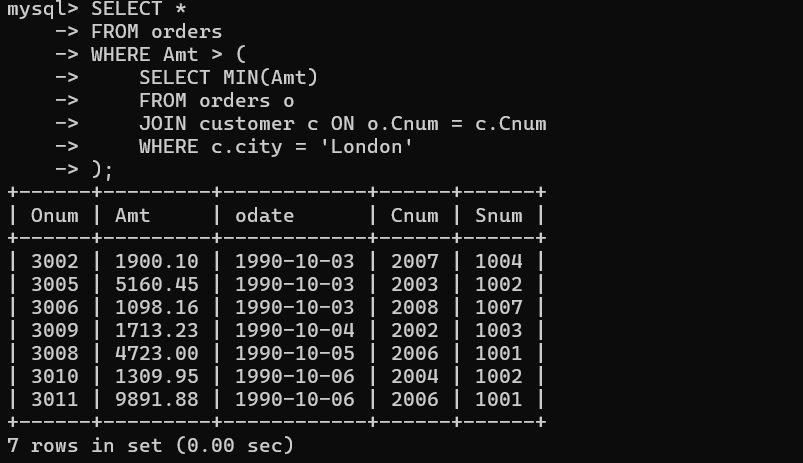 mysql> SELECT *
    -> FROM orders
    -> WHERE Amt > (
    ->     SELECT MIN(Amt)
    ->     FROM orders o
    ->     JOIN customer c ON o.Cnum = c.Cnum
    ->     WHERE c.city = 'London'
    -> );
+------+---------+------------+------+------+
| Onum | Amt     | odate      | Cnum | Snum |
+------+---------+------------+------+------+
| 3002 | 1900.10 | 1990-10-03 | 2007 | 1004 |
| 3005 | 5160.45 | 1990-10-03 | 2003 | 1002 |
| 3006 | 1098.16 | 1990-10-03 | 2008 | 1007 |
| 3009 | 1713.23 | 1990-10-04 | 2002 | 1003 |
| 3008 | 4723.00 | 1990-10-05 | 2006 | 1001 |
| 3010 | 1309.95 | 1990-10-06 | 2004 | 1002 |
| 3011 | 9891.88 | 1990-10-06 | 2006 | 1001 |
+------+---------+------------+------+------+
7 rows in set (0.00 sec)